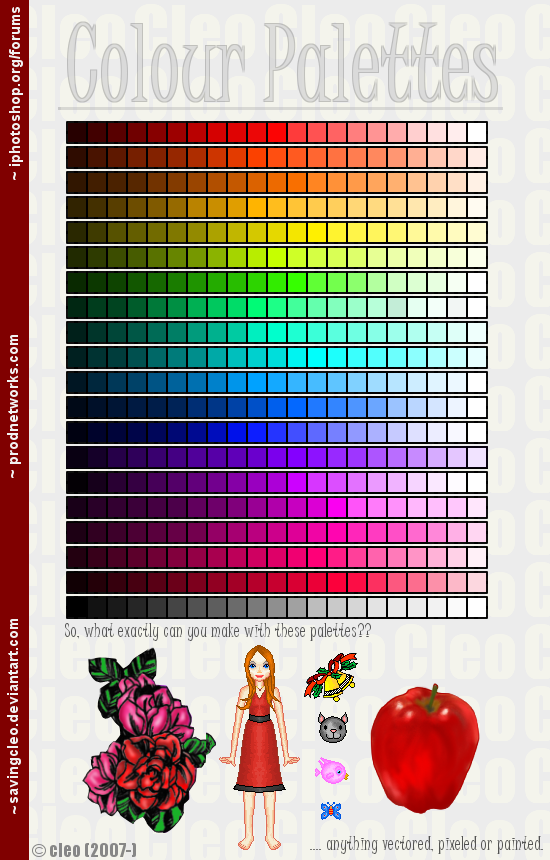 Colour Palettes
~ iphotoshop.org/forums
~ prodnetworks.com
~savingcleo.deviantart.com
So, what exactly can you make with these palettes??
..... anything vectored, pixeled or painted.
© cleo (2007-)
Cleo